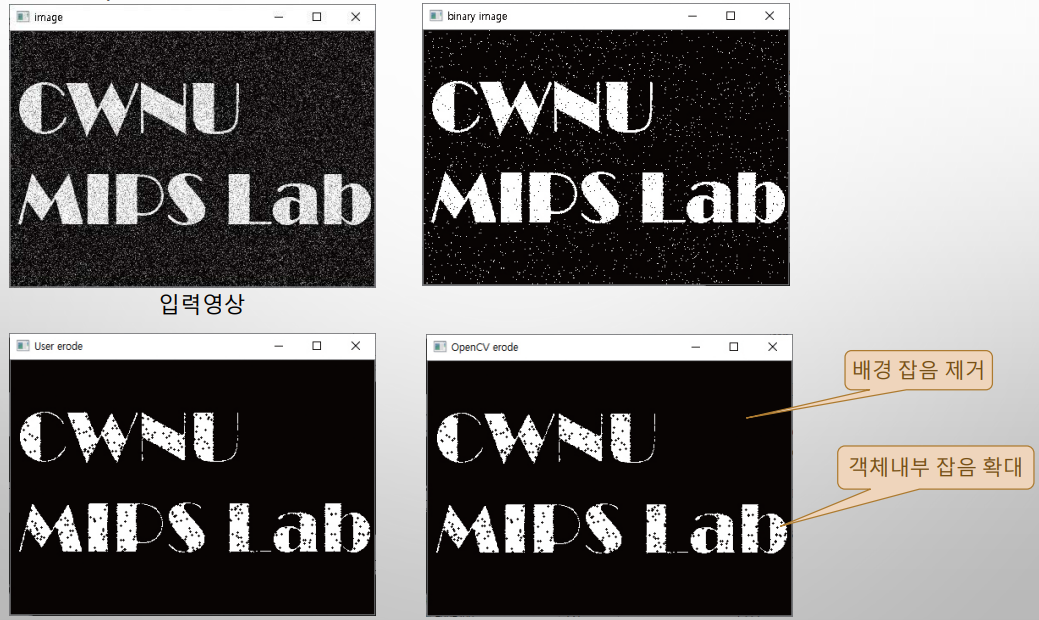 image
binary image
CWNU
MIPS Lab
CWNU
MIPS Lab
입력영상
User erode
OpenCV erode
CWNU
MIPS Lab
CWNU
MIPS Lab
배경 잡음 제거
객체내부 잡음 확대